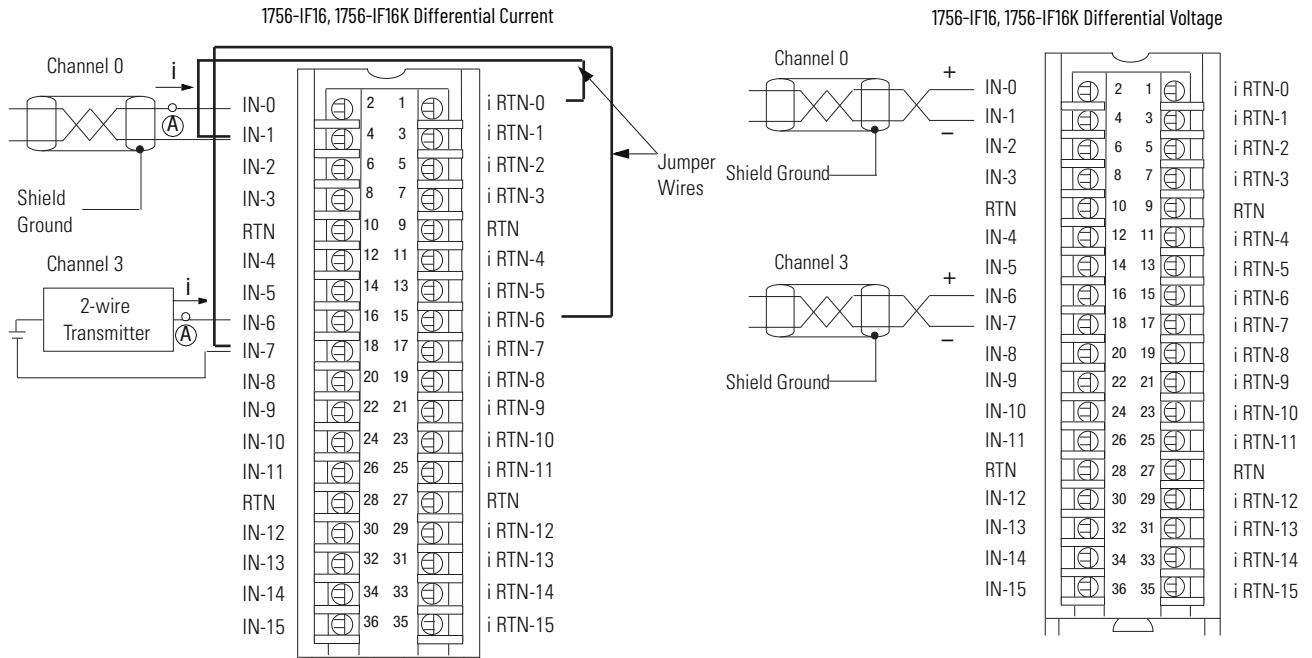 1756-IF16, 1756-IF16K Differential Current
Channel 0
i
A
Shield
Ground
Channel 3
i
2-wire
Transmitter
A
Jumper
Wires
IN-0 2 1 i RTN-0
IN-1 4 3 i RTN-1
IN-2 6 5 i RTN-2
IN-3 8 7 i RTN-3
RTN 10 9 RTN
IN-4 12 11 i RTN-4
IN-5 14 13 i RTN-5
IN-6 16 15 i RTN-6
IN-7 18 17 i RTN-7
IN-8 20 19 i RTN-8
IN-9 22 21 i RTN-9
IN-10 24 23 i RTN-10
IN-11 26 25 i RTN-11
RTN 28 27 RTN
IN-12 30 29 i RTN-12
IN-13 32 31 i RTN-13
IN-14 34 33 i RTN-14
IN-15 36 35 i RTN-15
1756-IF16, 1756-IF16K Differential Voltage
Channel 0
+
–
Shield Ground
Channel 3
+
–
Shield Ground
IN-0 2 1 i RTN-0
IN-1 4 3 i RTN-1
IN-2 6 5 i RTN-2
IN-3 8 7 i RTN-3
RTN 10 9 RTN
IN-4 12 11 i RTN-4
IN-5 14 13 i RTN-5
IN-6 16 15 i RTN-6
IN-7 18 17 i RTN-7
IN-8 20 19 i RTN-8
IN-9 22 21 i RTN-9
IN-10 24 23 i RTN-10
IN-11 26 25 i RTN-11
RTN 28 27 RTN
IN-12 30 29 i RTN-12
IN-13 32 31 i RTN-13
IN-14 34 33 i RTN-14
IN-15 36 35 i RTN-15